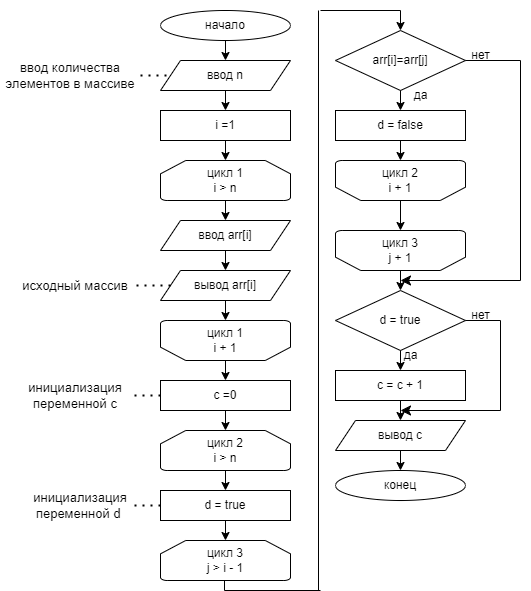 начало
ввод количества
элементов в массиве
ввод n
i =1
цикл 1
i > n
ввод arr[i]
исходный массив
вывод arr[i]
цикл 1
i + 1
инициализация
переменной c
c =0
цикл 2
i > n
инициализация
переменной d
d = true
цикл 3
j > i - 1
arr[i]=arr[j]
нет
да
d = false
цикл 2
i + 1
цикл 3
j + 1
d = true
нет
да
c = c + 1
вывод c
конец